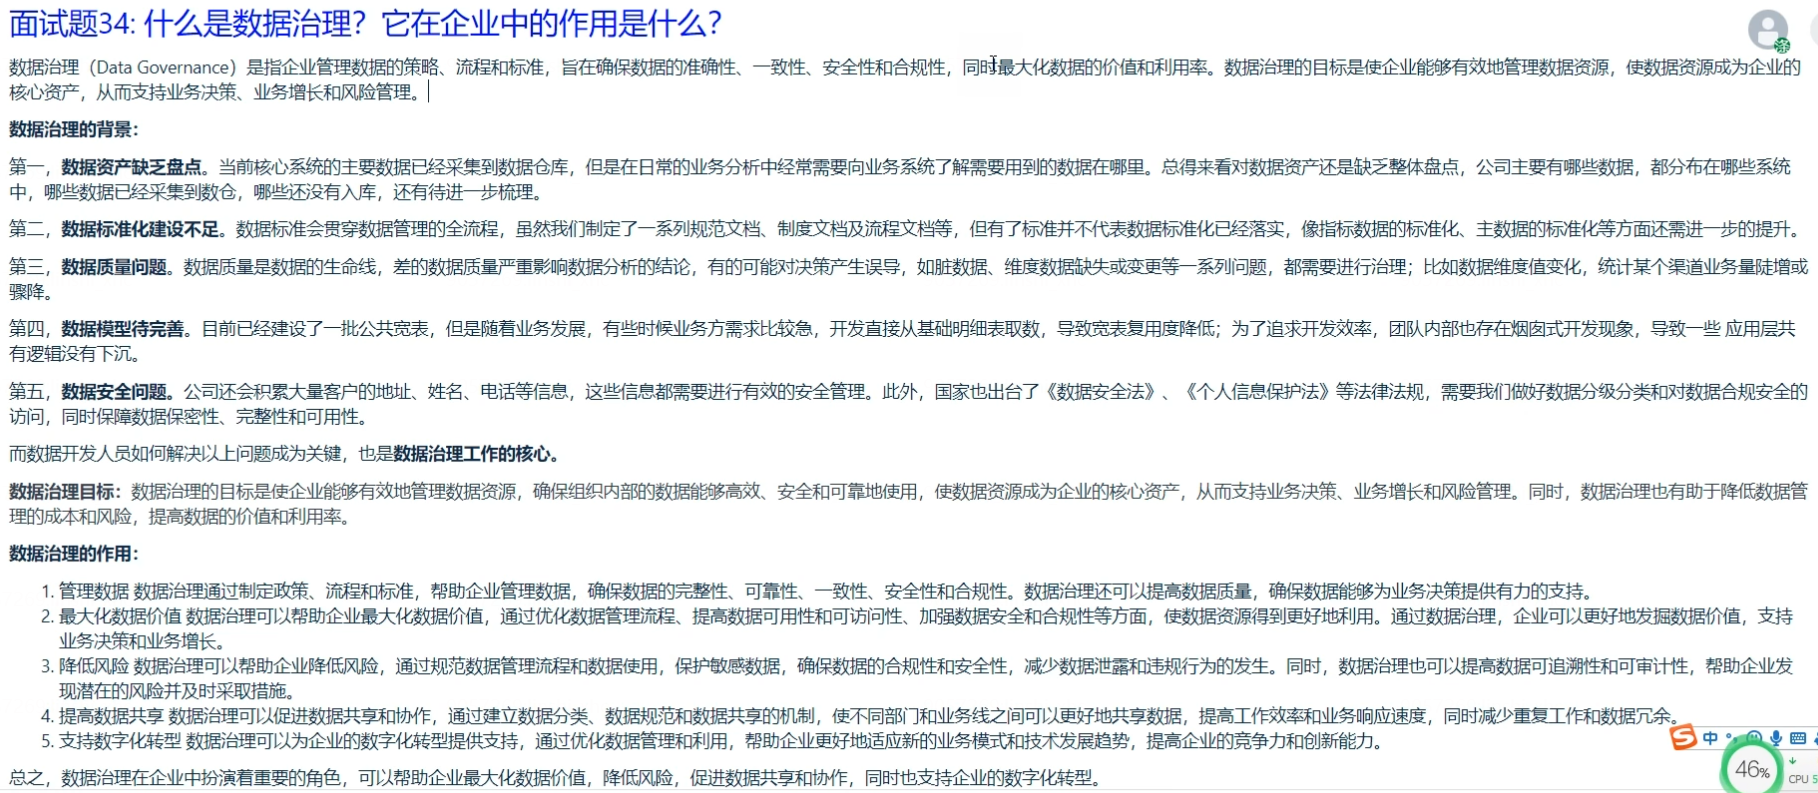 面试题34: 什么是数据治理？它在企业中的作用是什么？
数据治理（Data Governance）是指企业管理数据的策略、流程和标准，旨在确保数据的准确性、一致性、安全性和合规性，同时最大化数据的价值和利用率。数据治理的目标是使企业能够有效地管理数据资源，使数据资源成为企业的
核心资产，从而支持业务决策、业务增长和风险管理。
数据治理的背景：
第一，数据资产缺乏盘点。当前核心系统的主要数据已经采集到数据仓库，但是在日常的业务分析中经常需要向业务系统了解需要用到的数据在哪里。总得来看对数据资产还是缺乏整体盘点，公司主要有哪些数据，都分布在哪些系统
中，哪些数据已经采集到数仓，哪些还没有入库，还有待进一步梳理。
第二，数据标准化建设不足。数据标准会贯穿数据管理的全流程，虽然我们制定了一系列规范文档、制度文档及流程文档等，但有了标准并不代表数据标准化已经落实，像指标数据的标准化、主数据的标准化等方面还需进一步的提升。
第三，数据质量问题。数据质量是数据的生命线，差的数据质量严重影响数据分析的结论，有的可能对决策产生误导，如脏数据、维度数据缺失或变更等一系列问题，都需要进行治理；比如数据维度值变化，统计某个渠道业务量陡增或
骤降。
第四，数据模型待完善。目前已经建设了一批公共宽表，但是随着业务发展，有些时候业务方需求比较急，开发直接从基础明细表取数，导致宽表复用度降低；为了追求开发效率，团队内部也存在烟囱式开发现象，导致一些 应用层共
有逻辑没有下沉。
第五，数据安全问题。公司还会积累大量客户的地址、姓名、电话等信息，这些信息都需要进行有效的安全管理。此外，国家也出台了《数据安全法》、《个人信息保护法》等法律法规，需要我们做好数据分级分类和对数据合规安全的
访问，同时保障数据保密性、完整性和可用性。
而数据开发人员如何解决以上问题成为关键，也是数据治理工作的核心。
数据治理目标：数据治理的目标是使企业能够有效地管理数据资源，确保组织内部的数据能够高效、安全和可靠地使用，使数据资源成为企业的核心资产，从而支持业务决策、业务增长和风险管理。同时，数据治理也有助于降低数据管
理的成本和风险，提高数据的价值和利用率。
数据治理的作用：
1. 管理数据 数据治理通过制定政策、流程和标准，帮助企业管理数据，确保数据的完整性、可靠性、一致性、安全性和合规性。数据治理还可以提高数据质量，确保数据能够为业务决策提供有力的支持。
2. 最大化数据价值 数据治理可以帮助企业最大化数据价值，通过优化数据管理流程、提高数据可用性和可访问性、加强数据安全和合规性等方面，使数据资源得到更好地利用。通过数据治理，企业可以更好地发掘数据价值，支持
业务决策和业务增长。
3. 降低风险 数据治理可以帮助企业降低风险，通过规范数据管理流程和数据使用，保护敏感数据，确保数据的合规性和安全性，减少数据泄露和违规行为的发生。同时，数据治理也可以提高数据可追溯性和可审计性，帮助企业发
现潜在的风险并及时采取措施。
4. 提高数据共享 数据治理可以促进数据共享和协作，通过建立数据分类、数据规范和数据共享的机制，使不同部门和业务线之间可以更好地共享数据，提高工作效率和业务响应速度，同时减少重复工作和数据冗余。
5. 支持数字化转型 数据治理可以为企业的数字化转型提供支持，通过优化数据管理和利用，帮助企业更好地适应新的业务模式和技术发展趋势，提高企业的竞争力和创新能力。
中
46%
CPU 5
总之，数据治理在企业中扮演着重要的角色，可以帮助企业最大化数据价值，降低风险，促进数据共享和协作，同时也支持企业的数字化转型。